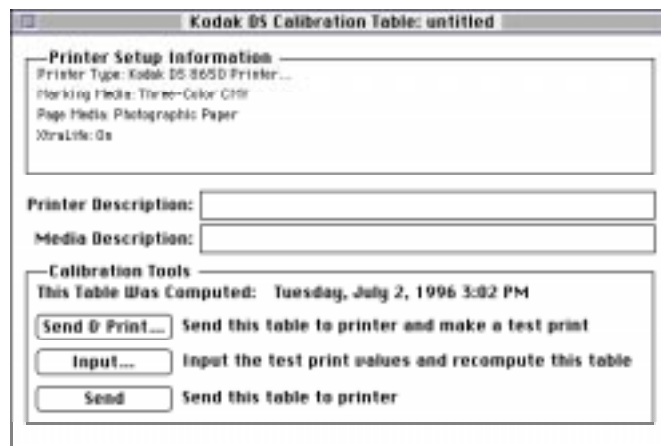 Kodak DS Calibration Table: untitled
Printer Setup Information
Printer Type: Kodak DS 8650 Printer...
Marking Media: Three-Color CMY
Page Media: Photographic Paper
XtraLife: On
Printer Description:
Media Description:
Calibration Tools
This Table Was Computed: Tuesday, July 2, 1996 3:02 PM
Send & Print... Send this table to printer and make a test print
Input... Input the test print values and recompute this table
Send Send this table to printer